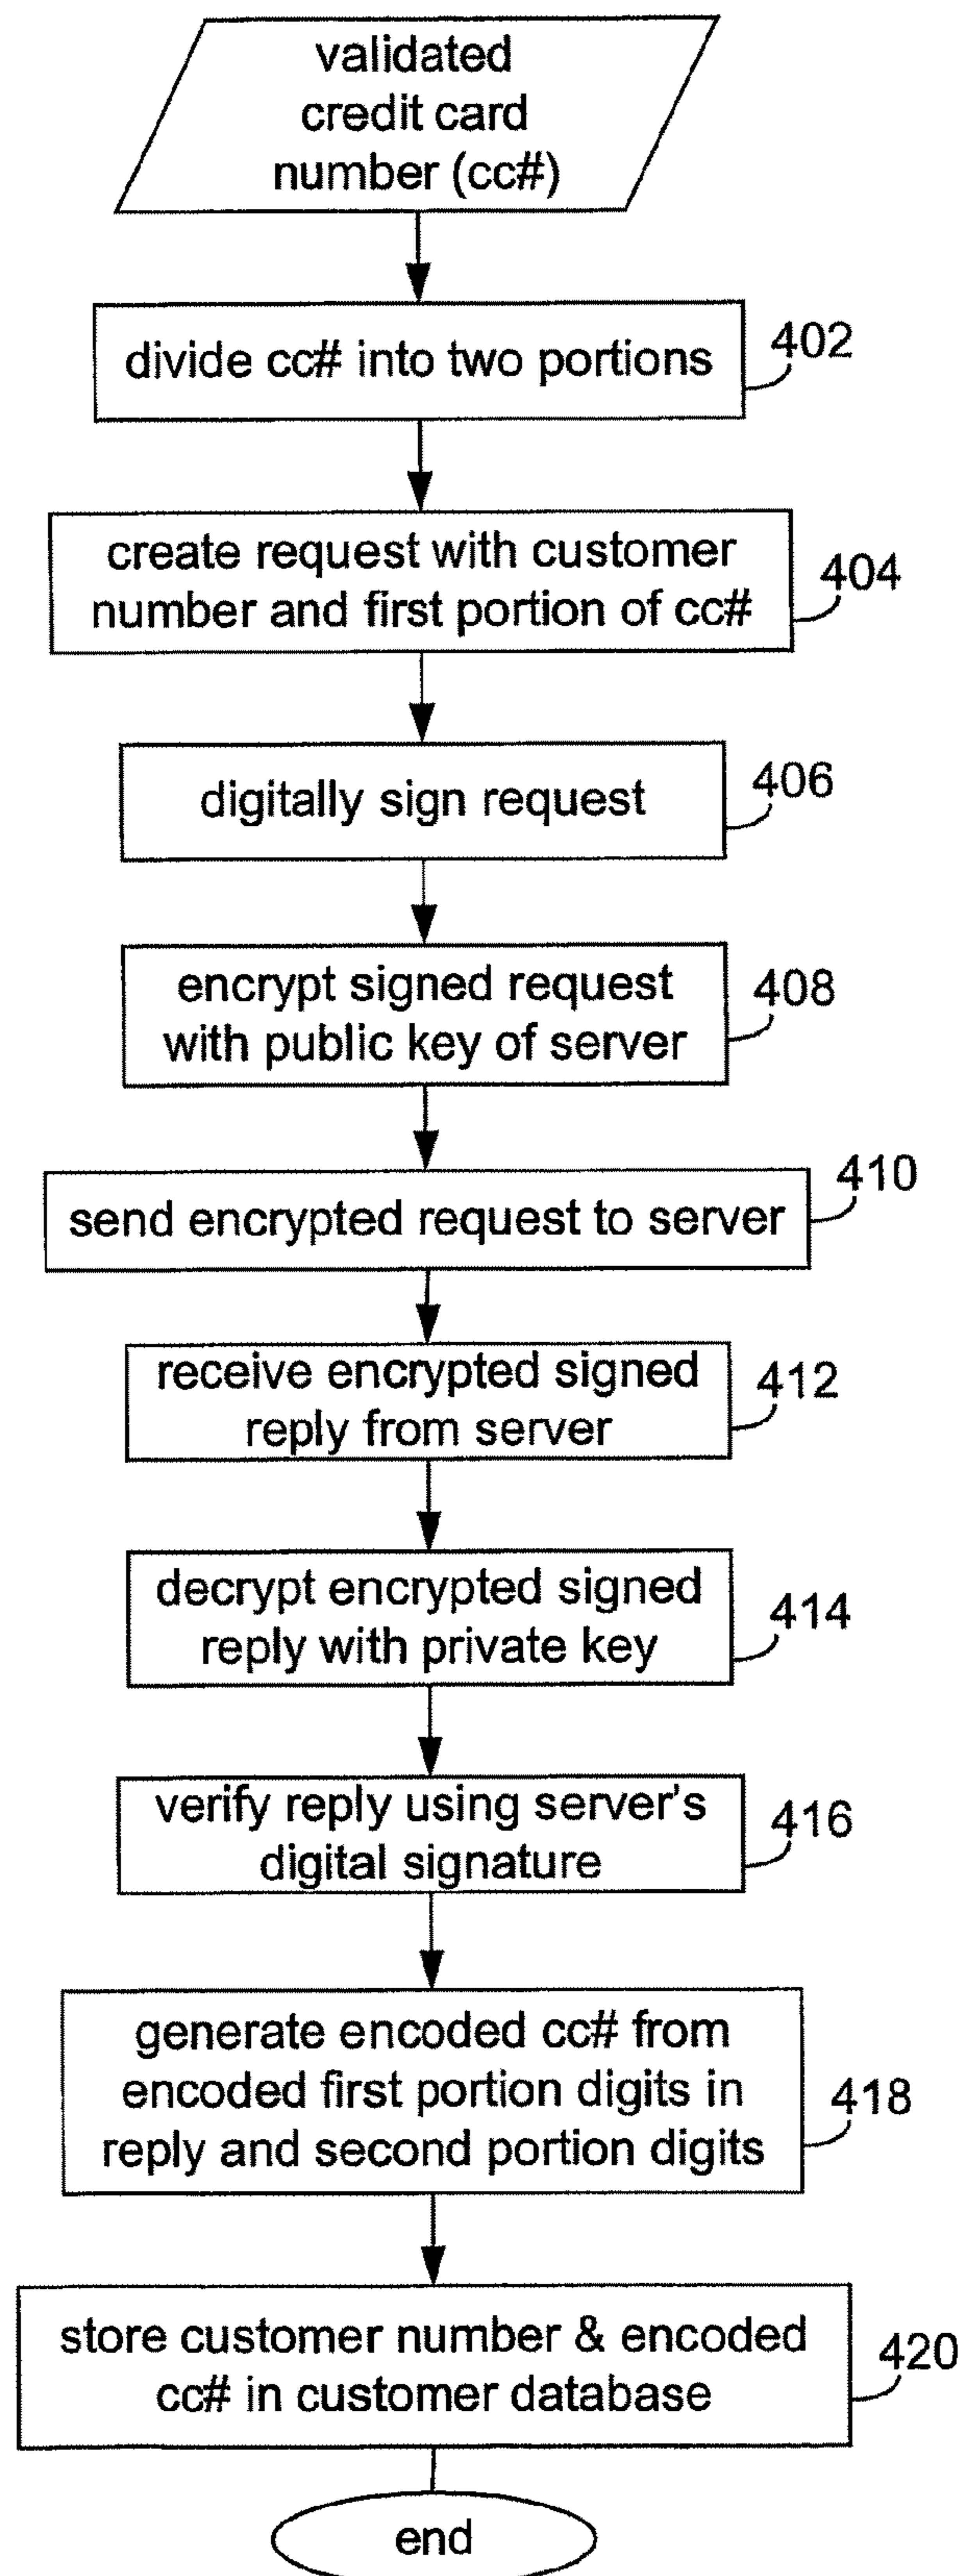 validated
credit card
number (cc#)
divide cc# into two portions
402
create request with customer
number and first portion of cc#
404
digitally sign request
406
encrypt signed request
with public key of server
408
send encrypted request to server
410
receive encrypted signed
reply from server
412
decrypt encrypted signed
reply with private key
414
verify reply using server's
digital signature
416
generate encoded cc# from
encoded first portion digits in
reply and second portion digits
418
store customer number & encoded
cc# in customer database
420
end